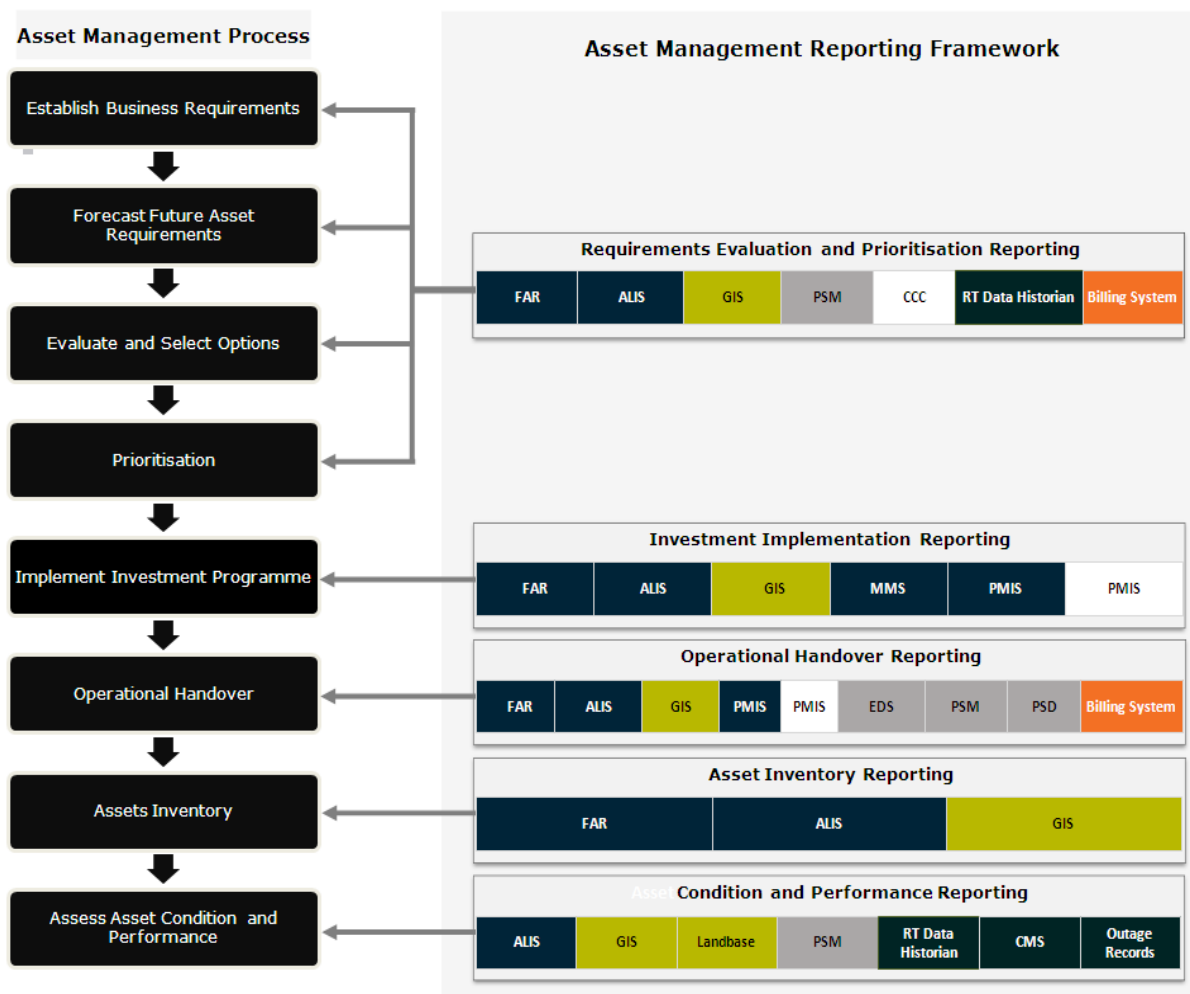 Asset Management Process
Establish Business Requirements
Forecast Future Asset
Requirements
Evaluate and Select Options
Prioritisation
Implement Investment Programme
Operational Handover
Assets Inventory
Assess Asset Condition and
Performance
Asset Management Reporting Framework
Requirements Evaluation and Prioritisation Reporting
FAR ALIS GIS PSM CCC RT Data Historian Billing System
Investment Implementation Reporting
FAR ALIS GIS MMS PMIS PMIS
Operational Handover Reporting
FAR ALIS GIS PMIS PMIS EDS PSM PSD Billing System
Asset Inventory Reporting
FAR ALIS GIS
Asset Condition and Performance Reporting
ALIS GIS Landbase PSM RT Data Historian CMS Outage Records